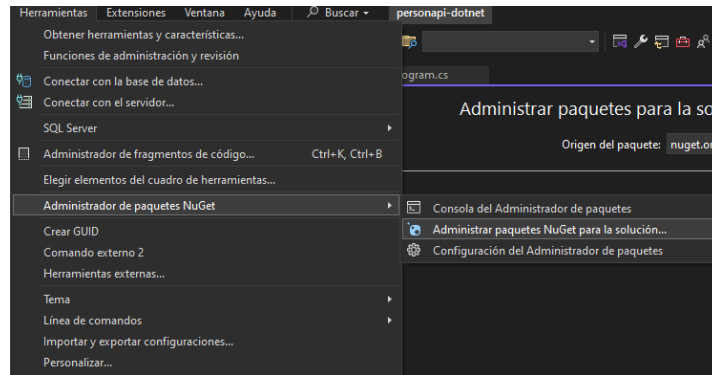 Herramientas Extensiones Ventana Ayuda Buscar personapi-dotnet
Obtener herramientas y características...
Funciones de administración y revisión
Conectar con la base de datos...
Conectar con el servidor...
SQL Server
Administrador de fragmentos de código... Ctrl+K, Ctrl+B
Elegir elementos del cuadro de herramientas...
Administrador de paquetes NuGet
Crear GUID
Comando externo 2
Herramientas externas...
Tema
Línea de comandos
Importar y exportar configuraciones...
Personalizar...
ogram.cs
Administrar paquetes para la so
Origen del paquete: nuget.o
Consola del Administrador de paquetes
Administrar paquetes NuGet para la solución...
Configuración del Administrador de paquetes